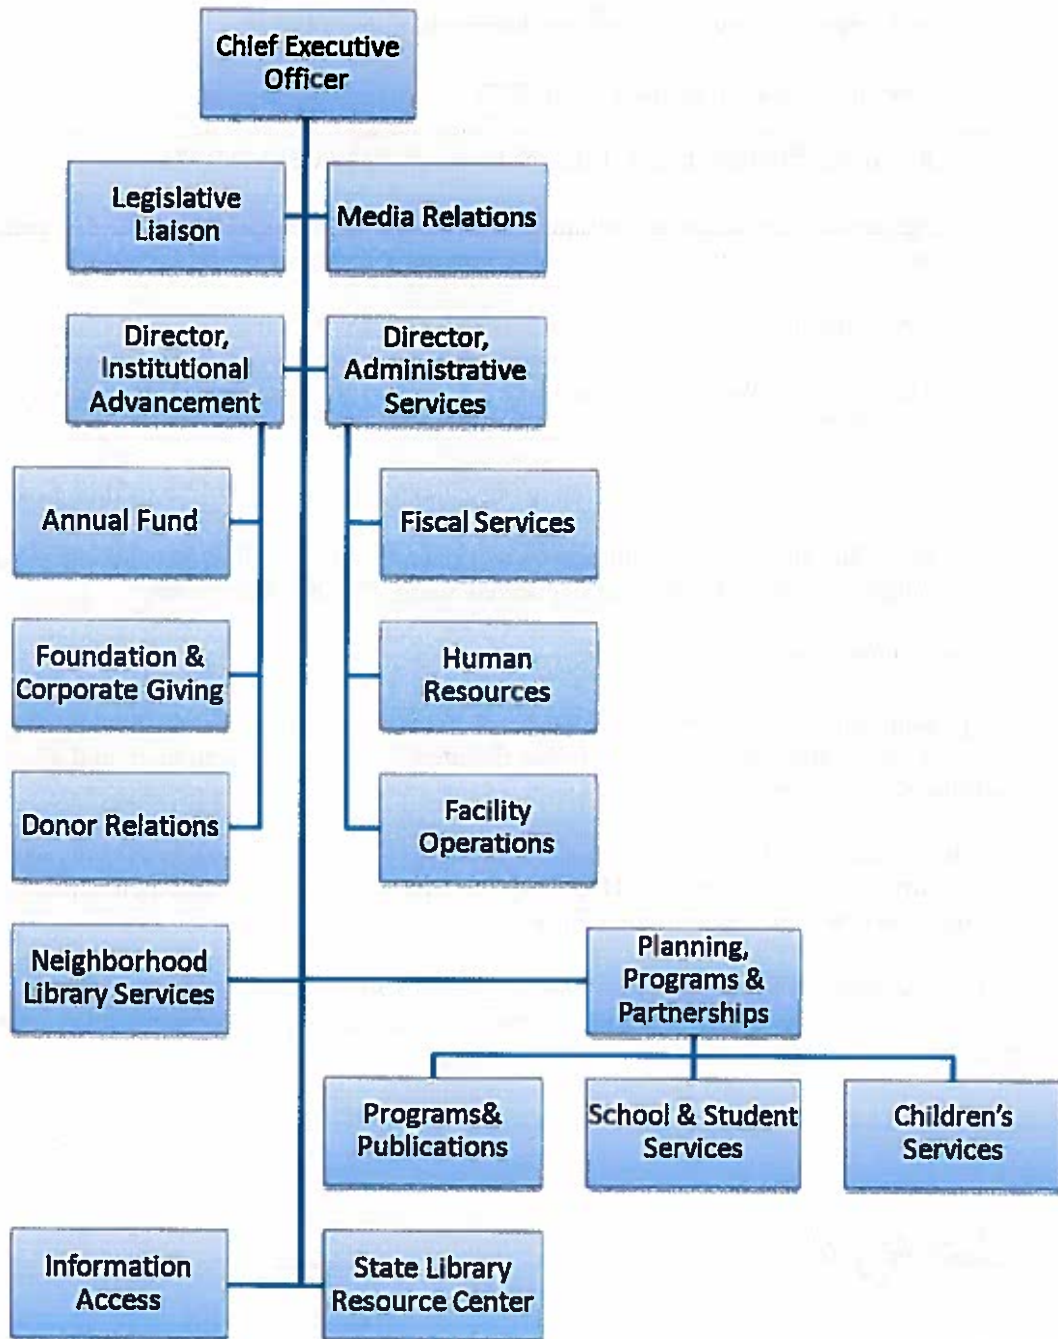 Chief Executive
Officer
Legislative
Liaison
Media Relations
Director,
Institutional
Advancement
Director,
Administrative
Services
Annual Fund
Fiscal Services
Foundation &
Corporate Giving
Human
Resources
Donor Relations
Facility
Operations
Neighborhood
Library Services
Planning,
Programs &
Partnerships
Programs&
Publications
School & Student
Services
Children's
Services
Information
Access
State Library
Resource Center